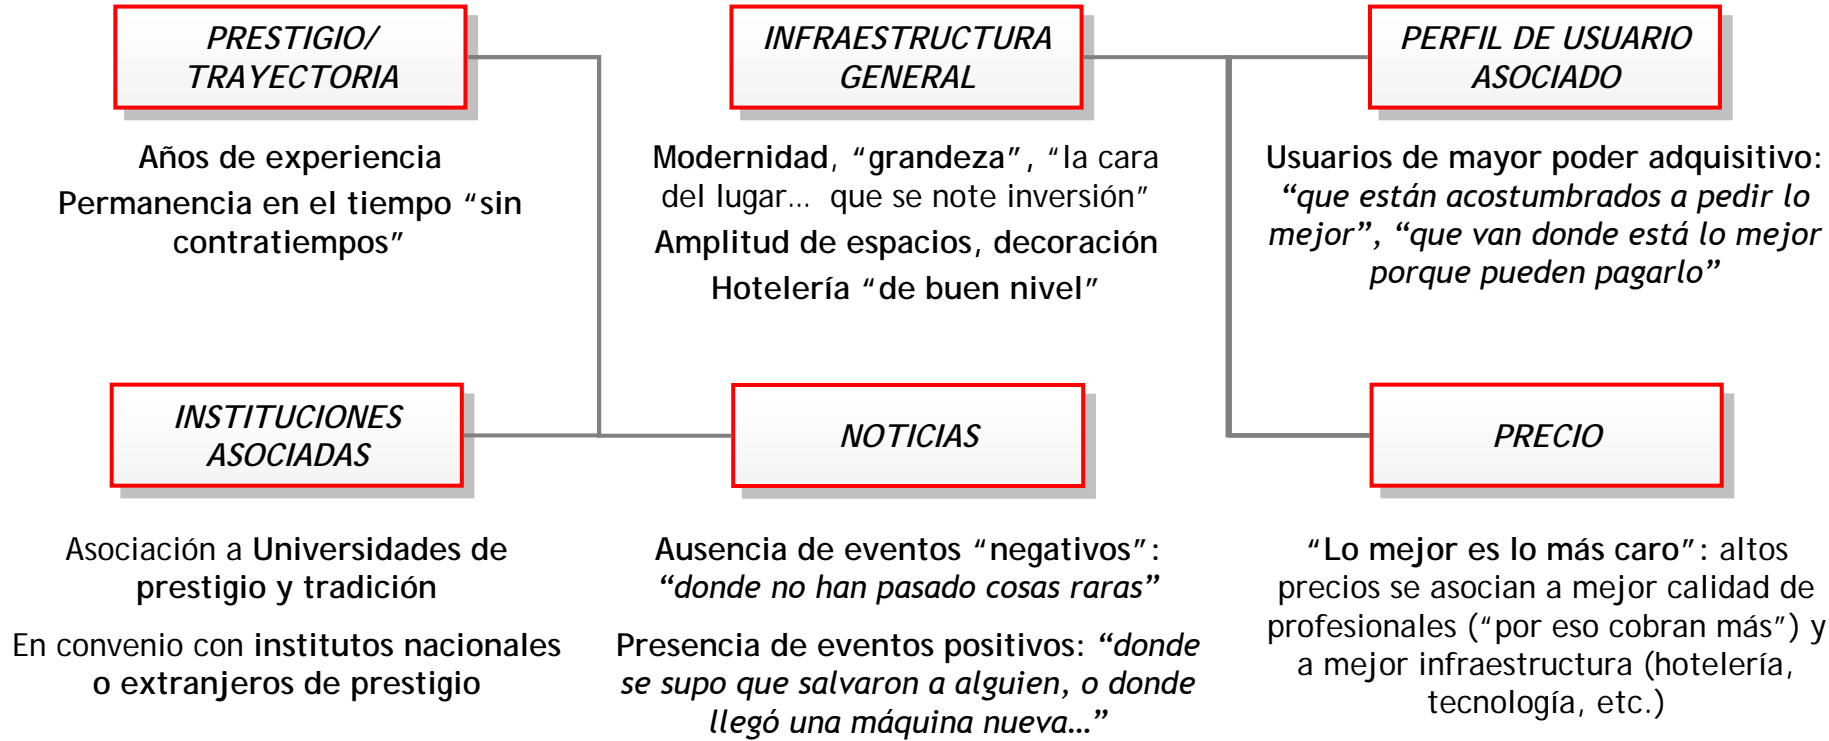 PRESTIGIO/
TRAYECTORIA
Años de experiencia
Permanencia en el tiempo “sin
contratiempos”
INFRAESTRUCTURA
GENERAL
Modernidad, “grandeza”, “la cara
del lugar... que se note inversión”
Amplitud de espacios, decoración
Hotelería “de buen nivel”
PERFIL DE USUARIO
ASOCIADO
Usuarios de mayor poder adquisitivo:
“que están acostumbrados a pedir lo
mejor”, “que van donde está lo mejor
porque pueden pagarlo”
INSTITUCIONES
ASOCIADAS
Asociación a Universidades de
prestigio y tradición
En convenio con institutos nacionales
o extranjeros de prestigio
NOTICIAS
Ausencia de eventos “negativos”:
“donde no han pasado cosas raras”
Presencia de eventos positivos: “donde
se supo que salvaron a alguien, o donde
llegó una máquina nueva...”
PRECIO
“Lo mejor es lo más caro”: altos
precios se asocian a mejor calidad de
profesionales (“por eso cobran más”) y
a mejor infraestructura (hotelería,
tecnología, etc.)